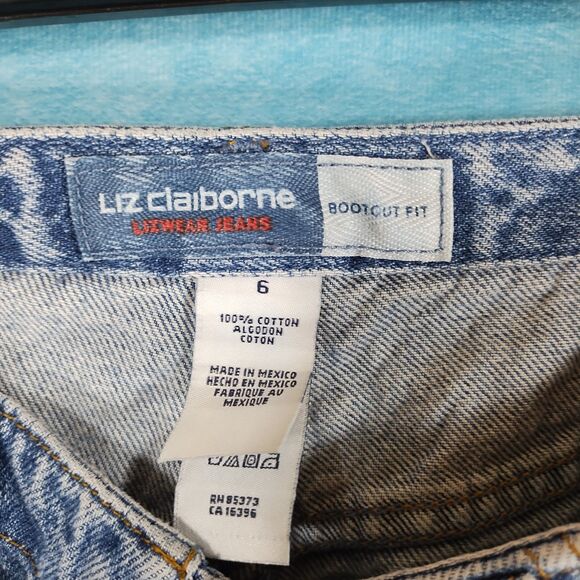 Liz claiborne
LIZWEAR JEANS
BOOTCUT FIT
6
100% COTTON
ALGODON
COTON
MADE IN MEXICO
HECHO EN MEXICO
FABRIQUE AU
MEXIQUE
RN 85373
CA 16396